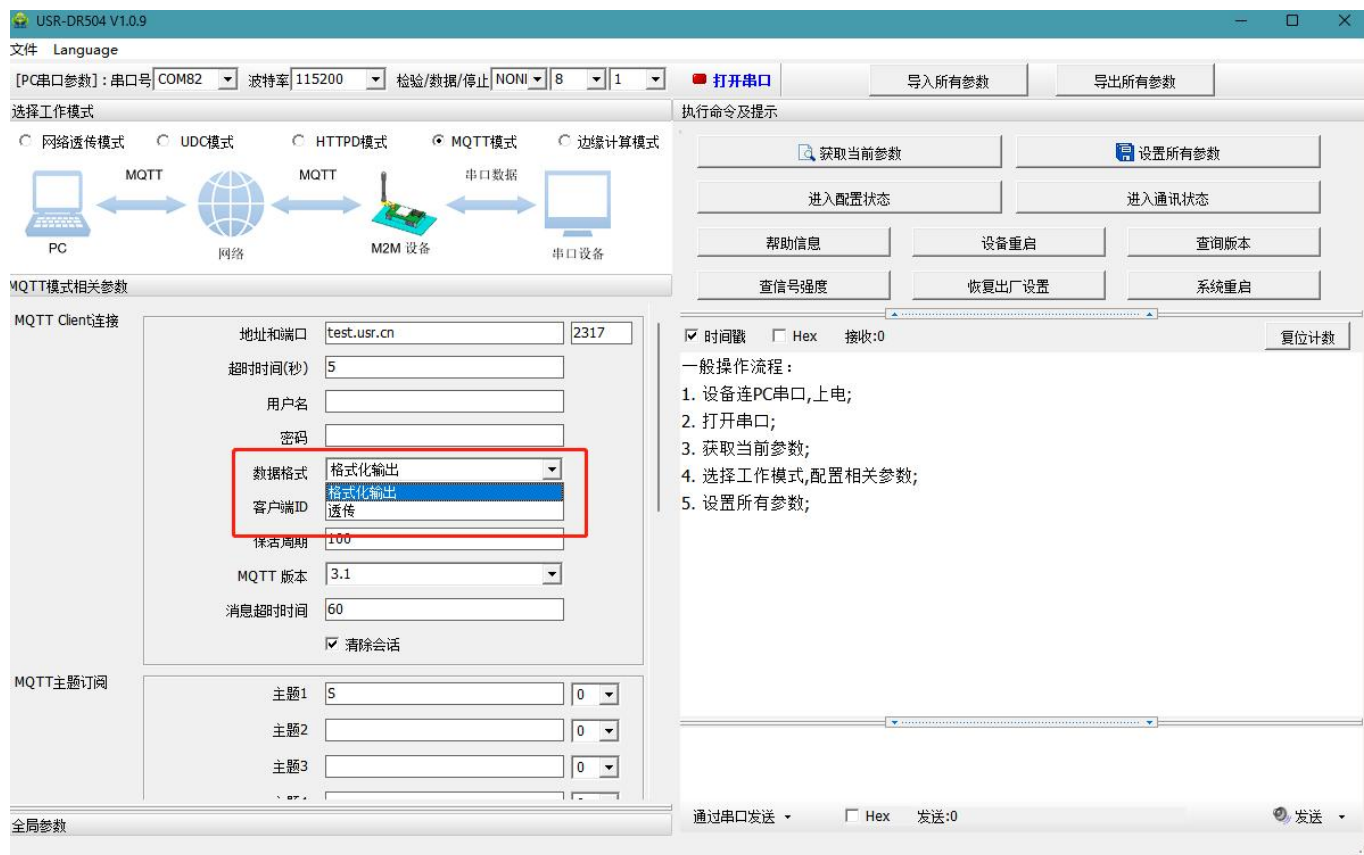 USR-DR504 V1.0.9
文件 Language
[PC串口参数]：串口号 COM82 波特率 115200 检验/数据/停止 NONI 8 1 打开串口 导入所有参数 导出所有参数
选择工作模式
网络透传模式 UDC模式 HTTPD模式 MQTT模式 边缘计算模式
MQTT MQTT 串口数据
PC 网络 M2M 设备 串口设备
MQTT模式相关参数
MQTT Client连接
地址和端口 test.usr.cn 2317
超时时间(秒) 5
用户名
密码
数据格式 格式化输出
格式化输出
客户端ID 透传
保活周期 100
MQTT 版本 3.1
消息超时时间 60
清除会话
MQTT主题订阅
主题1 S 0
主题2 0
主题3 0
全局参数
执行命令及提示
获取当前参数 设置所有参数
进入配置状态 进入通讯状态
帮助信息 设备重启 查询版本
查信号强度 恢复出厂设置 系统重启
时间戳 Hex 接收:0 复位计数
一般操作流程：
1. 设备连PC串口,上电;
2. 打开串口;
3. 获取当前参数;
4. 选择工作模式,配置相关参数;
5. 设置所有参数;
通过串口发送 Hex 发送:0 发送